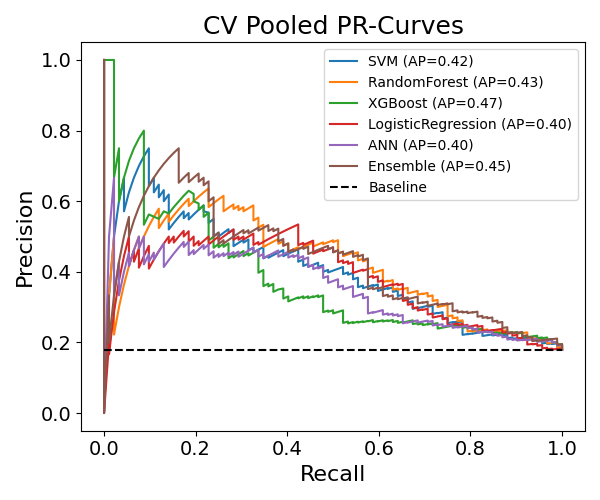 CV Pooled PR-Curves
SVM (AP=0.42)
RandomForest (AP=0.43)
XGBoost (AP=0.47)
LogisticRegression (AP=0.40)
ANN (AP=0.40)
Ensemble (AP=0.45)
Baseline
Precision
1.0
0.8
0.6
0.4
0.2
0.0
0.0 0.2 0.4 0.6 0.8 1.0
Recall